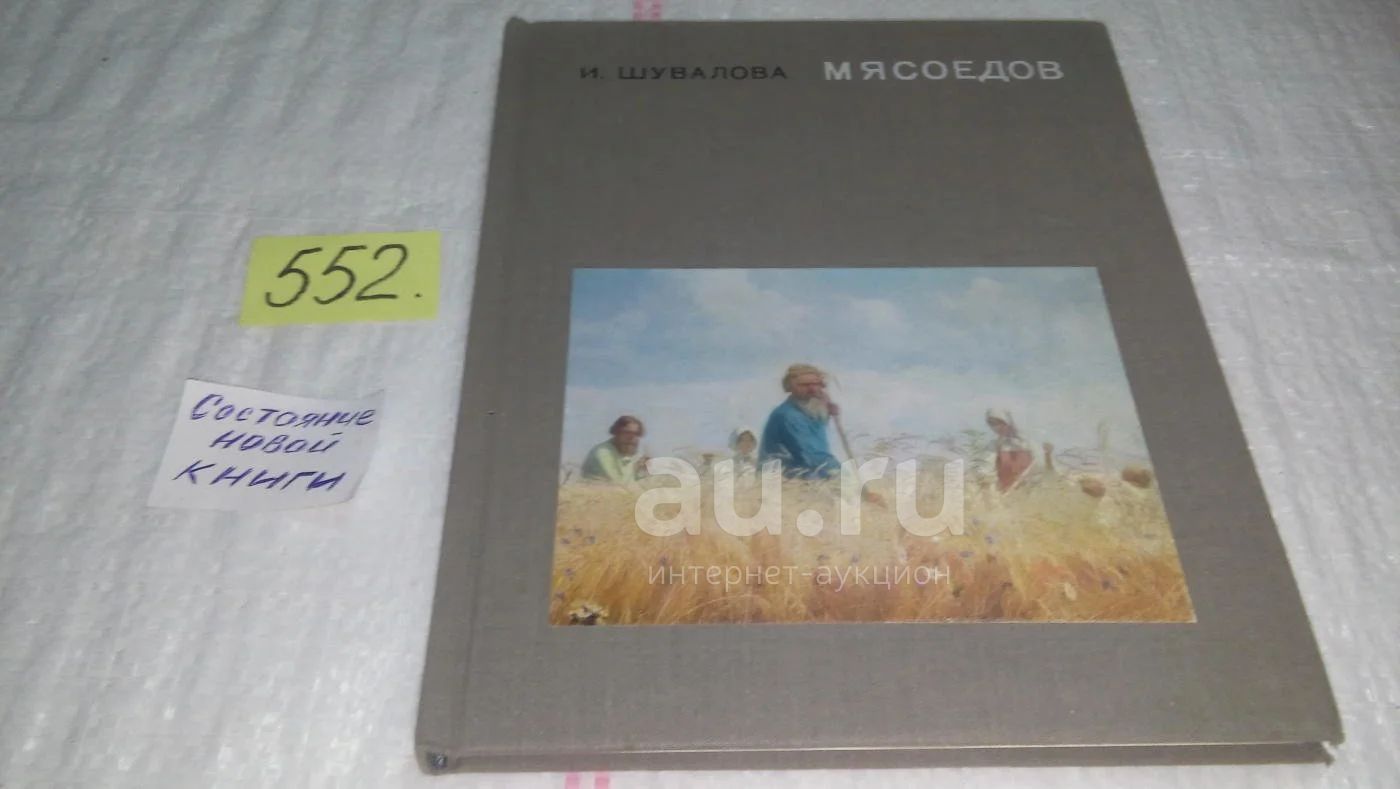 И. ШУВАЛОВА МЯСОЕДОВ
552.
Состояние
новой
книги
au.ru
интернет-аукцион